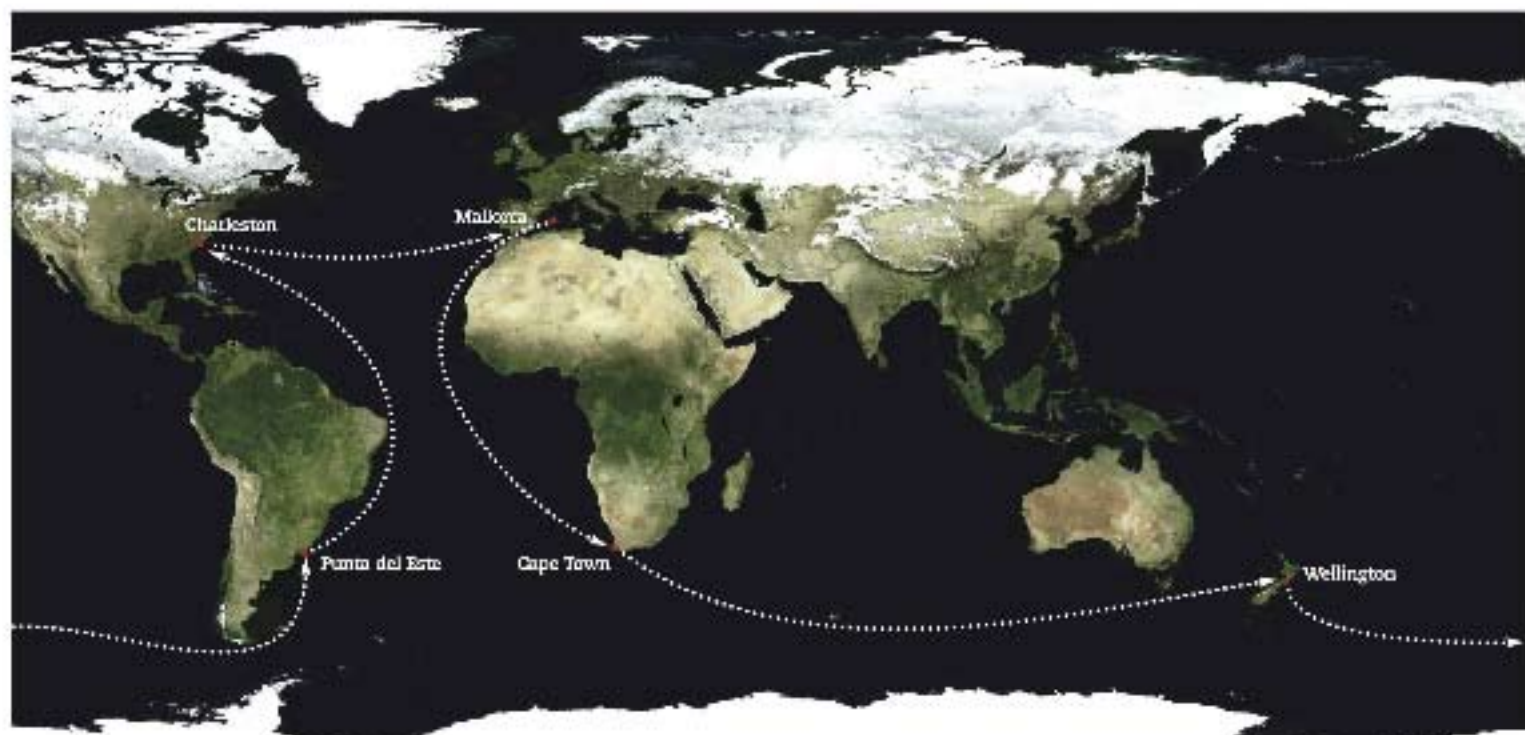 Charleston
Mallorca
Punta del Este
Cape Town
Wellington